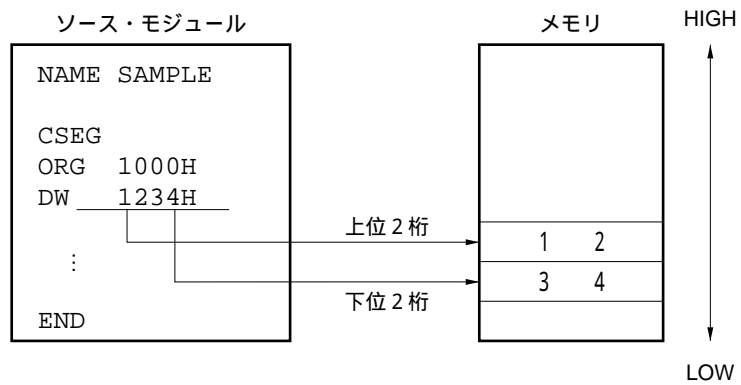 ソース・モジュール
NAME SAMPLE
CSEG
ORG 1000H
DW 1234H
⋮
END
上位2桁
下位2桁
メモリ
1 2
3 4
HIGH
LOW